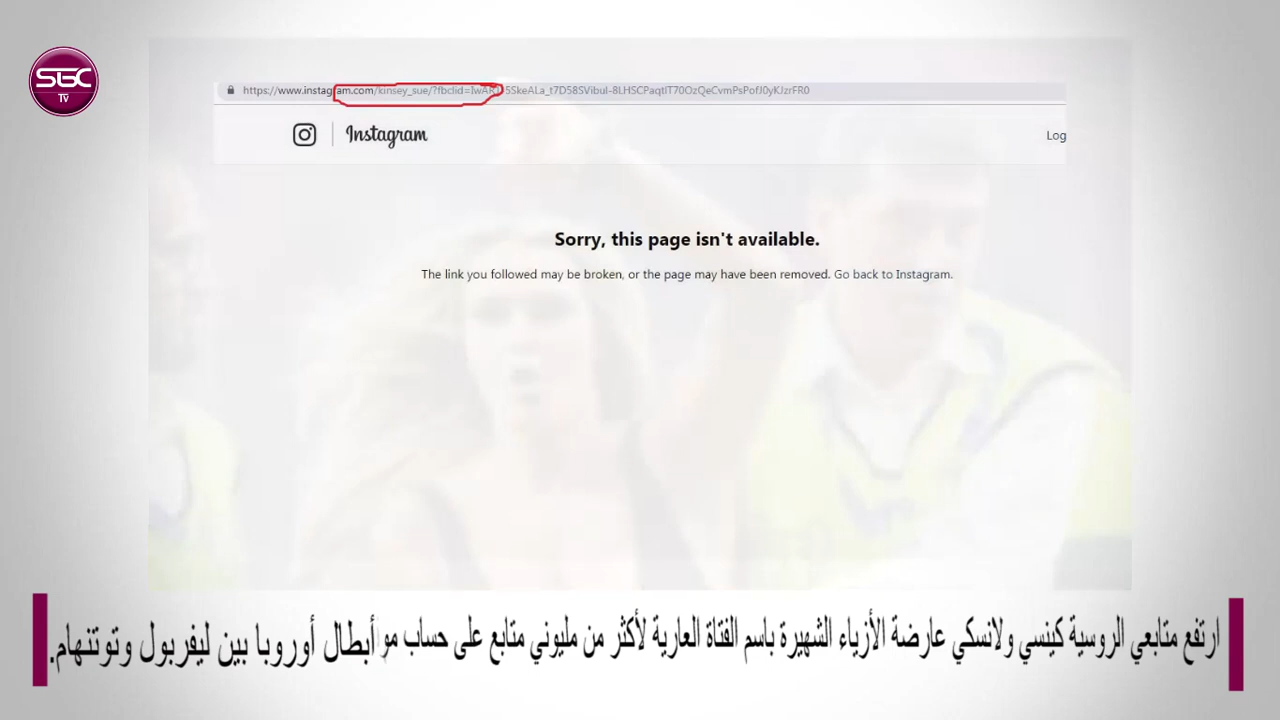 SBC
TV
https://www.instagram.com/kinsey_sue/?fbclid=IwAR
Instagram
Log
Sorry, this page isn't available.
The link you followed may be broken, or the page may have been removed. Go back to Instagram.
ارتفع متابعي الروسية كينسي ولانسكي عارضة الأزياء الشهيرة باسم الفتاة العارية لأكثر من مليوني متابع على حساب مو أبطال أوروبا بين ليفربول وتوتنهام.